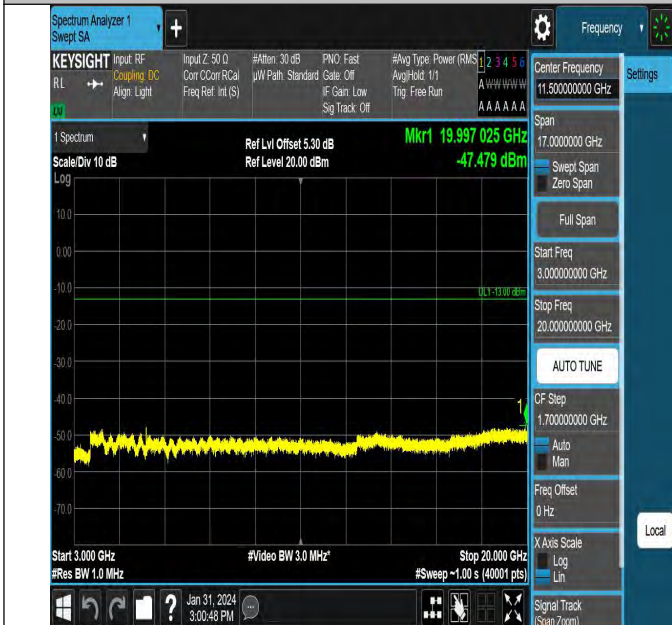 Spectrum Analyzer 1
Swept SA
+
Frequency
KEYSIGHT
RL
Input: RF
Coupling: DC
Align: Light
Input Z: 50 Ω
Corr CCorr RCal
Freq Ref: Int (S)
#Atten: 30 dB
µW Path: Standard
PNO: Fast
Gate: Off
IF Gain: Low
Sig Track: Off
#Avg Type: Power (RMS
Avg|Hold: 1/1
Trig: Free Run
1 2 3 4 5 6
A W W W W W
A A A A A A
1 Spectrum
Scale/Div 10 dB
Log
Ref Lvl Offset 5.30 dB
Ref Level 20.00 dBm
Mkr1 19.997 025 GHz
-47.479 dBm
10.0
0.00
-10.0
-20.0
-30.0
-40.0
-50.0
-60.0
-70.0
DL1 -13.00 dBm
1
Start 3.000 GHz
#Res BW 1.0 MHz
#Video BW 3.0 MHz*
Stop 20.000 GHz
#Sweep ~1.00 s (40001 pts)
Center Frequency
11.500000000 GHz
Settings
Span
17.0000000 GHz
Swept Span
Zero Span
Full Span
Start Freq
3.000000000 GHz
Stop Freq
20.000000000 GHz
AUTO TUNE
CF Step
1.700000000 GHz
Auto
Man
Freq Offset
0 Hz
X Axis Scale
Log
Lin
Local
Signal Track
(Span Zoom)
?
Jan 31, 2024
3:00:48 PM